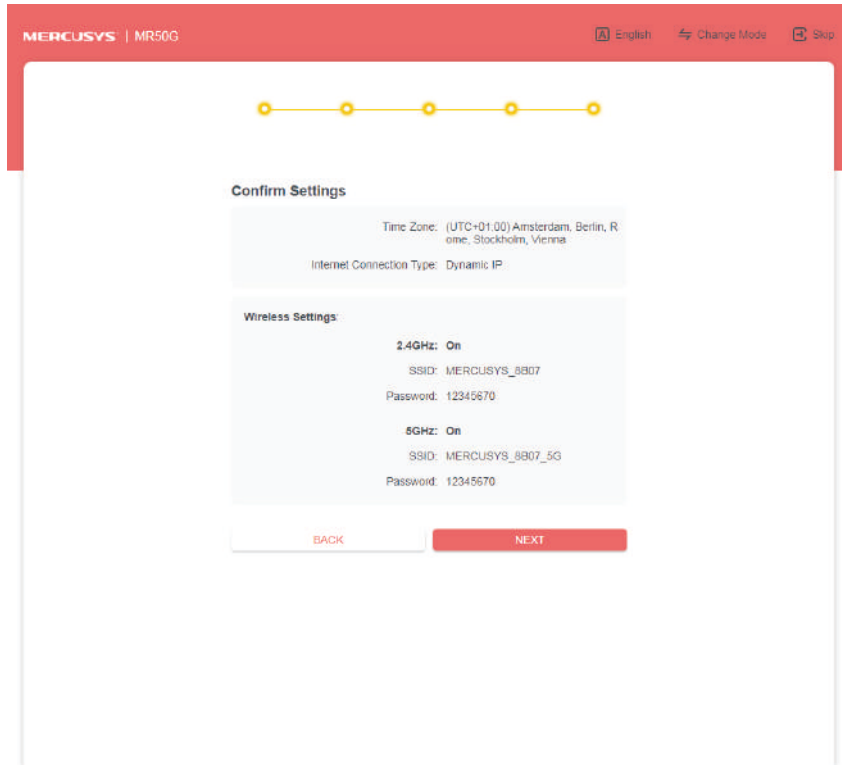 MERCUSYS | MR50G
English
Change Mode
Skip
Confirm Settings
Time Zone: (UTC+01:00) Amsterdam, Berlin, R
ome, Stockholm, Vienna
Internet Connection Type: Dynamic IP
Wireless Settings:
2.4GHz: On
SSID: MERCUSYS_8B07
Password: 12345670
5GHz: On
SSID: MERCUSYS_8B07_5G
Password: 12345670
BACK
NEXT